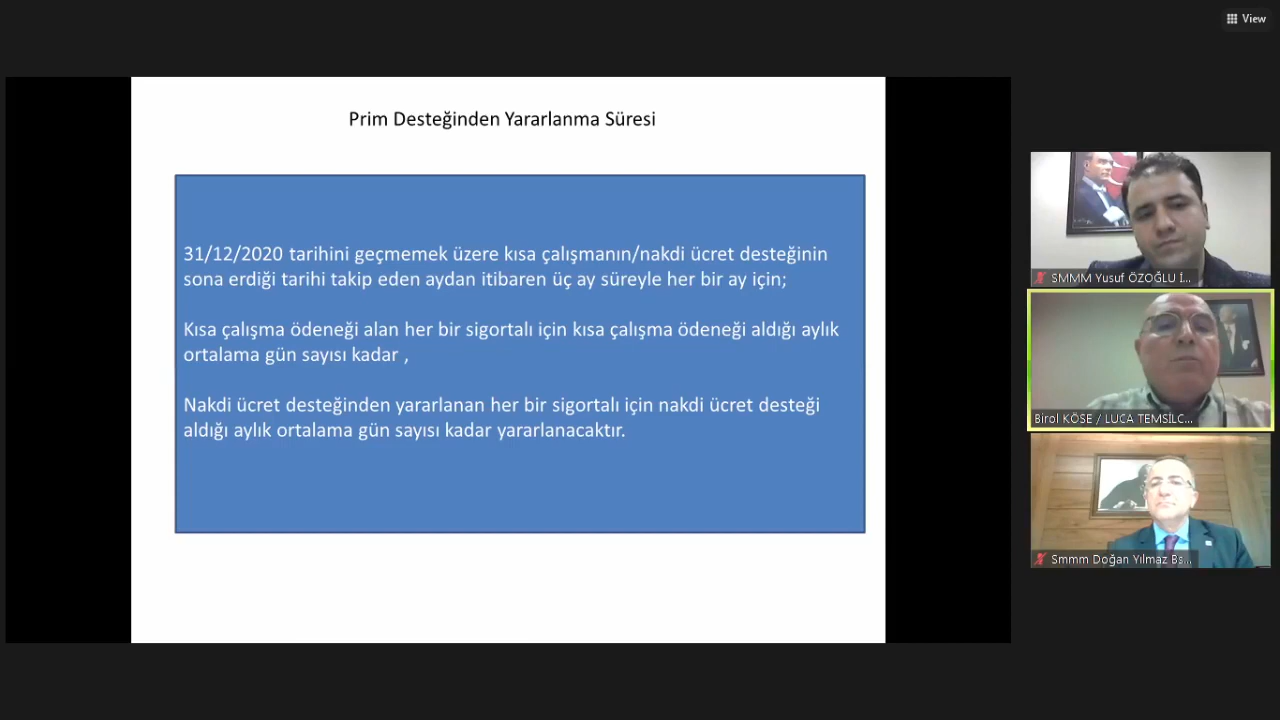 View
Prim Desteğinden Yararlanma Süresi
31/12/2020 tarihini geçmemek üzere kısa çalışmanın/nakdi ücret desteğinin
sona erdiği tarihi takip eden aydan itibaren üç ay süreyle her bir ay için;
Kısa çalışma ödeneği alan her bir sigortalı için kısa çalışma ödeneği aldığı aylık
ortalama gün sayısı kadar ,
Nakdi ücret desteğinden yararlanan her bir sigortalı için nakdi ücret desteği
aldığı aylık ortalama gün sayısı kadar yararlanacaktır.
SMMM Yusuf ÖZOĞLU İ...
Birol KÖSE / LUCA TEMSİLC...
Smmm Doğan Yılmaz Bs...